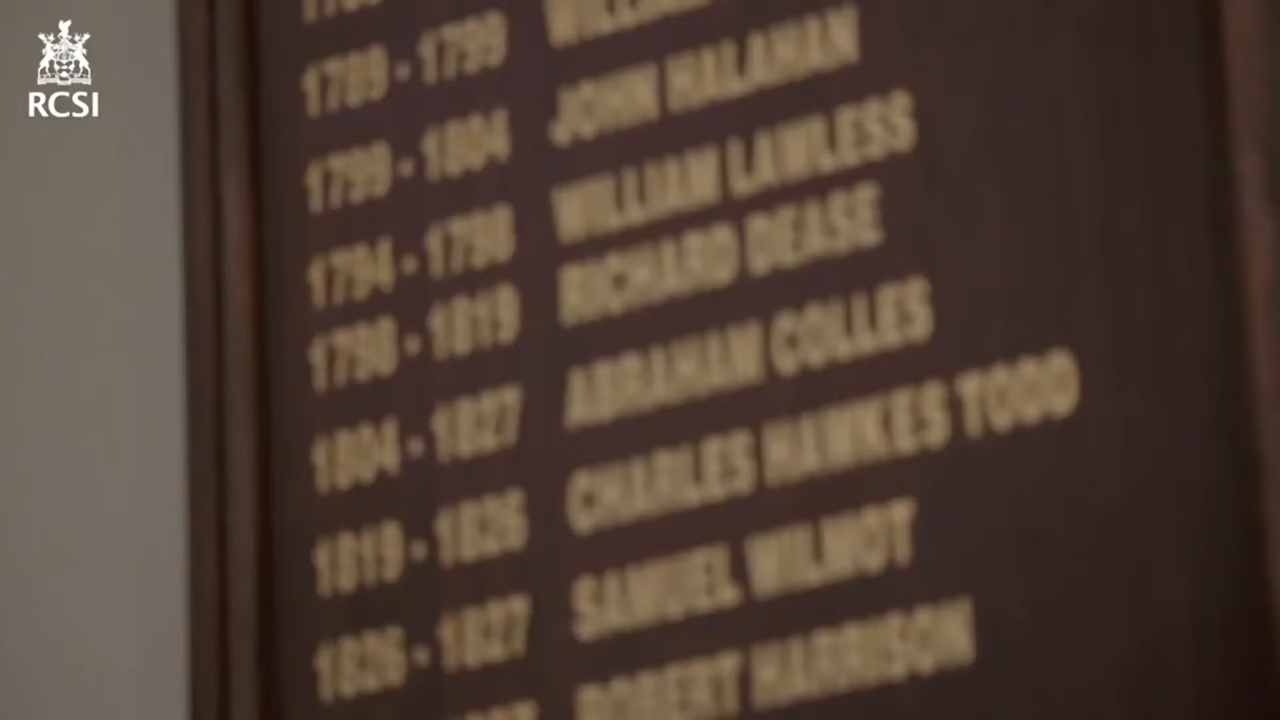 RCSI
1789 - 1799 WILLIAM
1799 - 1804 JOHN HALAHAN
1794 - 1798 WILLIAM LAWLESS
1798 - 1819 RICHARD DEASE
1804 - 1827 ABRAHAM COLLES
1819 - 1826 CHARLES HAWKES TODD
1826 - 1827 SAMUEL WILMOT
ROBERT HARRISON